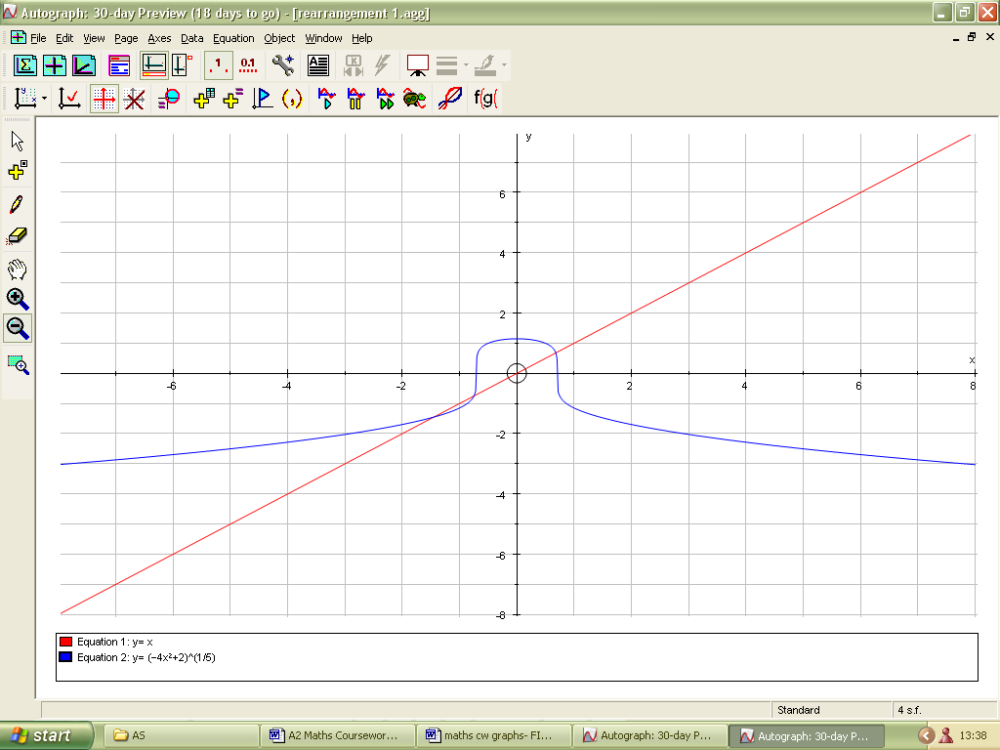 Autograph: 30-day Preview (18 days to go) - [rearrangement 1.agg]
File Edit View Page Axes Data Equation Object Window Help
.1. 0.1 A
f(g(
y
6
4
2
x
-6 -4 -2 2 4 6 8
-2
-4
-6
-8
Equation 1: y= x
Equation 2: y= (−4x²+2)^(1/5)
Standard 4 s.f.
start AS A2 Maths Coursewor... maths cw graphs- FI... Autograph: 30-day P... Autograph: 30-day P... 13:38